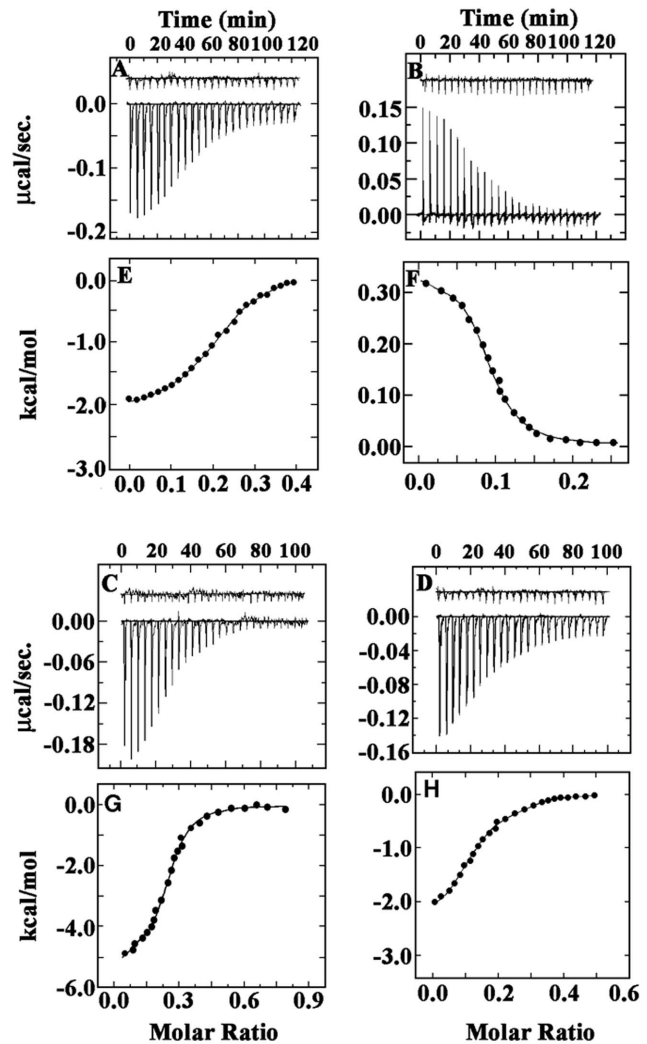 Time (min)
Time (min)
0 20 40 60 80 100 120
0 20 40 60 80 100 120
A
B
μcal/sec.
0.0
-0.1
-0.2
0.15
0.10
0.05
0.00
E
F
kcal/mol
0.0
-1.0
-2.0
-3.0
0.30
0.20
0.10
0.00
0.0 0.1 0.2 0.3 0.4
0.0 0.1 0.2
0 20 40 60 80 100
0 20 40 60 80 100
C
D
μcal/sec.
0.00
-0.06
-0.12
-0.18
0.00
-0.04
-0.08
-0.12
-0.16
G
H
kcal/mol
0.0
-2.0
-4.0
-6.0
0.0
-1.0
-2.0
-3.0
0.0 0.3 0.6 0.9
0.0 0.2 0.4 0.6
Molar Ratio
Molar Ratio